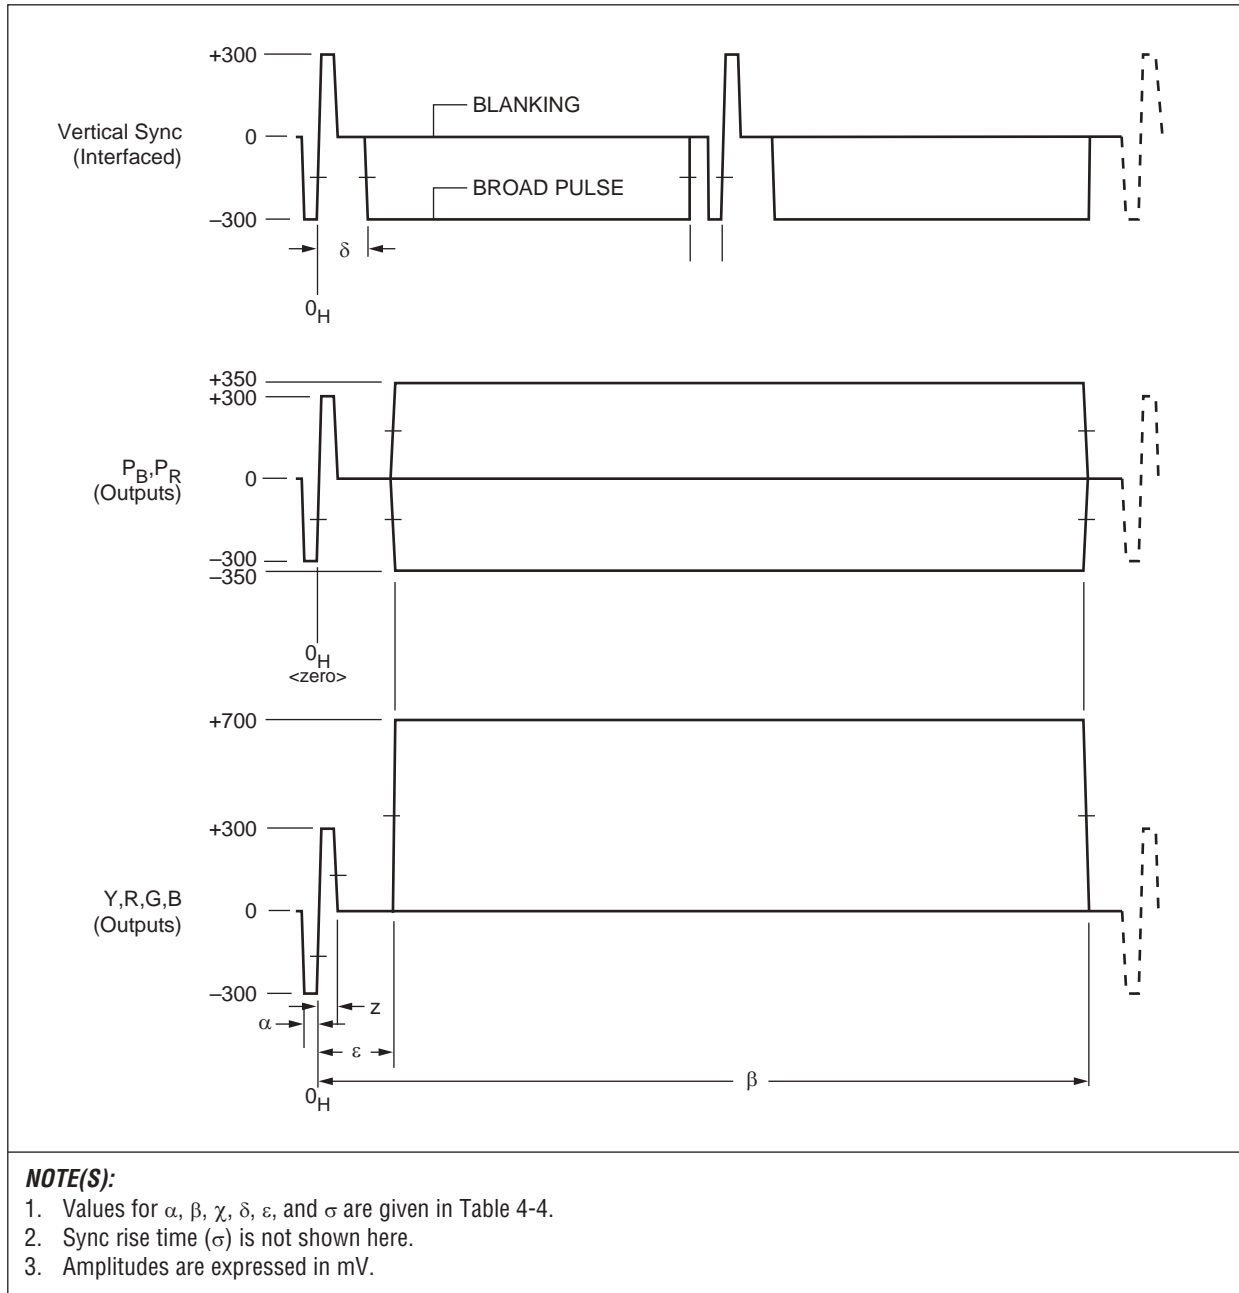 +300
BLANKING
Vertical Sync
(Interfaced)
0
BROAD PULSE
–300
δ
0H
+350
+300
PB,PR
(Outputs)
0
–300
–350
0H
<zero>
+700
+300
Y,R,G,B
(Outputs)
0
–300
z
α
ε
β
0H
NOTE(S):
1. Values for α, β, χ, δ, ε, and σ are given in Table 4-4.
2. Sync rise time (σ) is not shown here.
3. Amplitudes are expressed in mV.